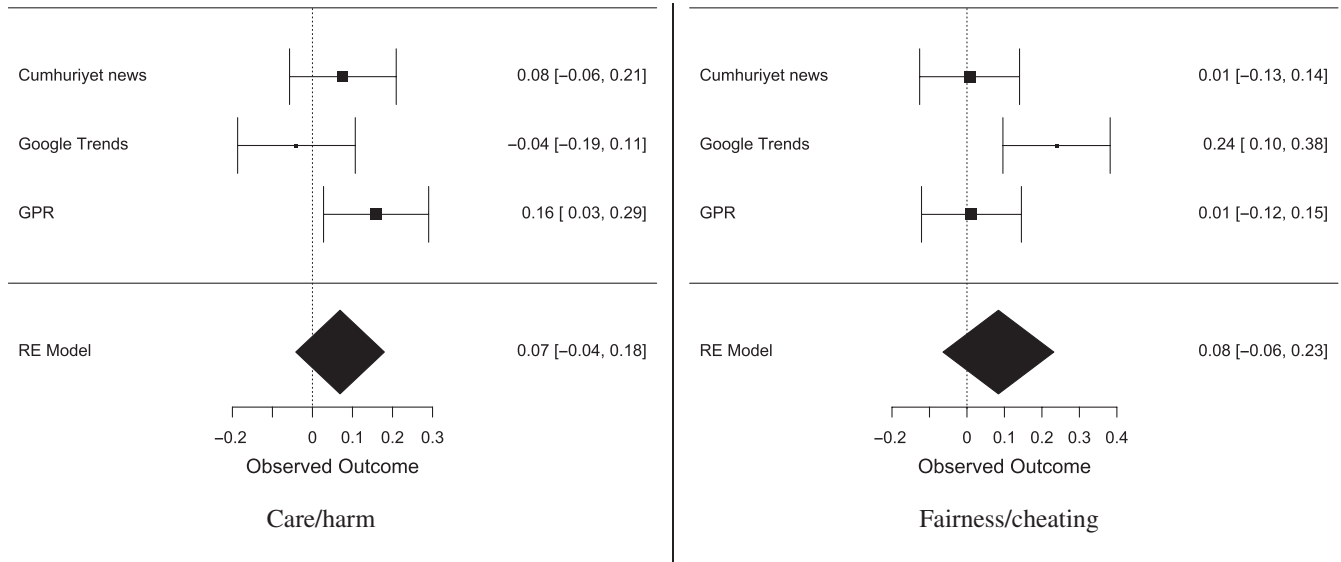 Cumhuriyet news 0.08 [−0.06, 0.21]
Google Trends −0.04 [−0.19, 0.11]
GPR 0.16 [ 0.03, 0.29]
RE Model 0.07 [−0.04, 0.18]
−0.2 0 0.1 0.2 0.3
Observed Outcome
Care/harm
Cumhuriyet news 0.01 [−0.13, 0.14]
Google Trends 0.24 [ 0.10, 0.38]
GPR 0.01 [−0.12, 0.15]
RE Model 0.08 [−0.06, 0.23]
−0.2 0 0.1 0.2 0.3 0.4
Observed Outcome
Fairness/cheating